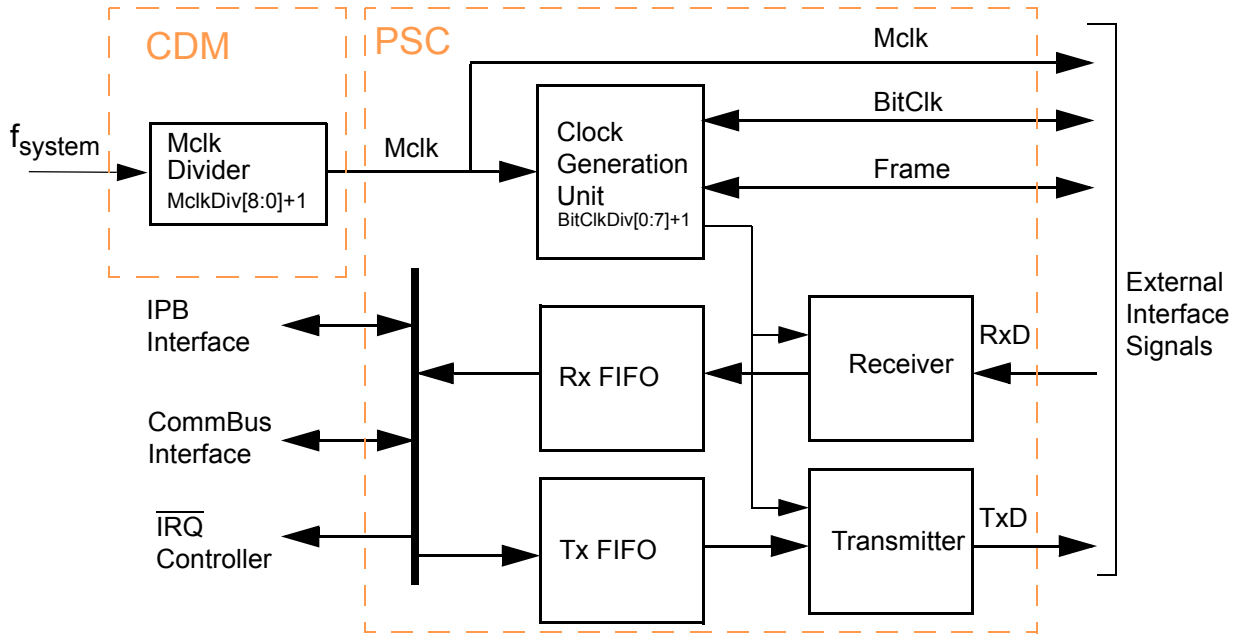 CDM
PSC
Mclk
BitClk
Frame
fsystem
Mclk
Divider
MclkDiv[8:0]+1
Mclk
Clock
Generation
Unit
BitClkDiv[0:7]+1
External
Interface
Signals
IPB
Interface
Rx FIFO
Receiver
RxD
CommBus
Interface
IRQ
Controller
Tx FIFO
Transmitter
TxD